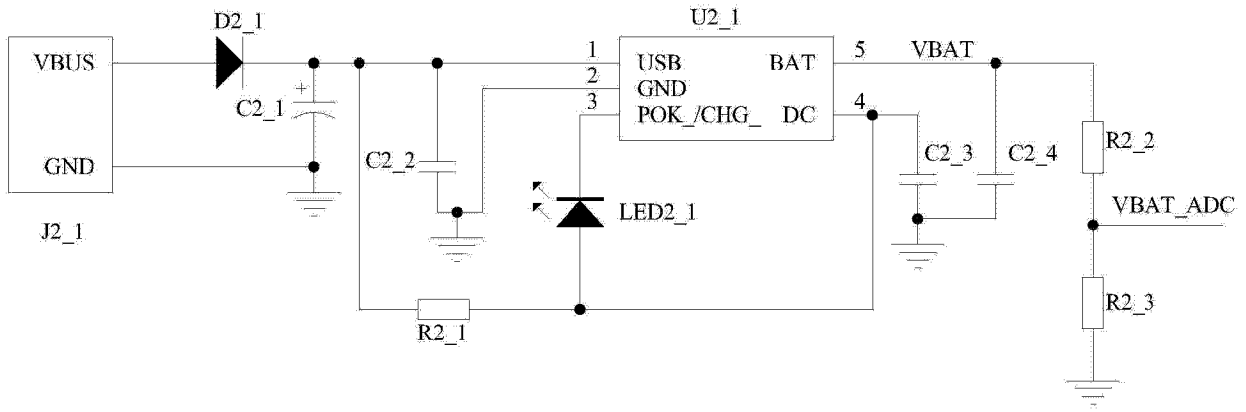 D2_1
U2_1
VBUS
1
USB
BAT
5
VBAT
2
GND
C2_1
+
3
POK_/CHG_
DC
4
GND
C2_2
C2_3
C2_4
R2_2
J2_1
LED2_1
VBAT_ADC
R2_1
R2_3